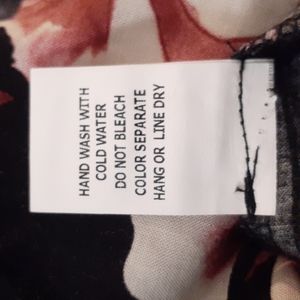 HAND WASH WITH
COLD WATER
DO NOT BLEACH
COLOR SEPARATE
HANG OR LINE DRY